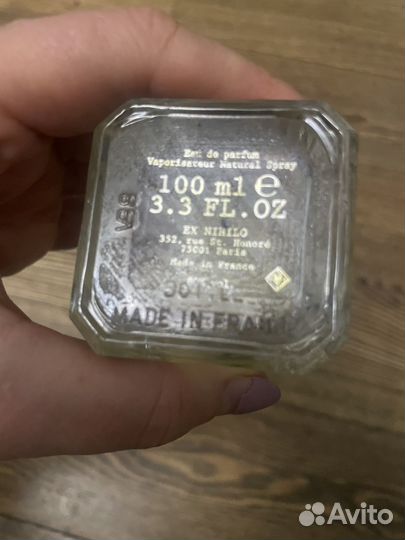 Eau de parfum
Vaporisateur Natural Spray
100 ml ℮
3.3 FL.OZ
EX NIHILO
352, rue St. Honoré
75001 Paris
Made in France
vol.
MADE IN FRANCE
Avito